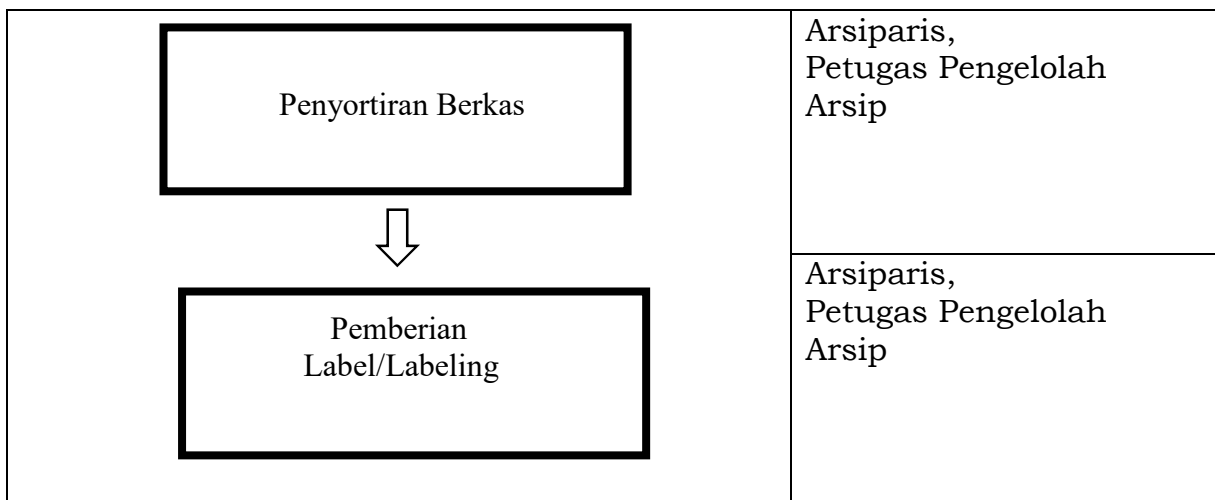 Penyortiran Berkas
Arsiparis,
Petugas Pengelolah
Arsip
Pemberian
Label/Labeling
Arsiparis,
Petugas Pengelolah
Arsip